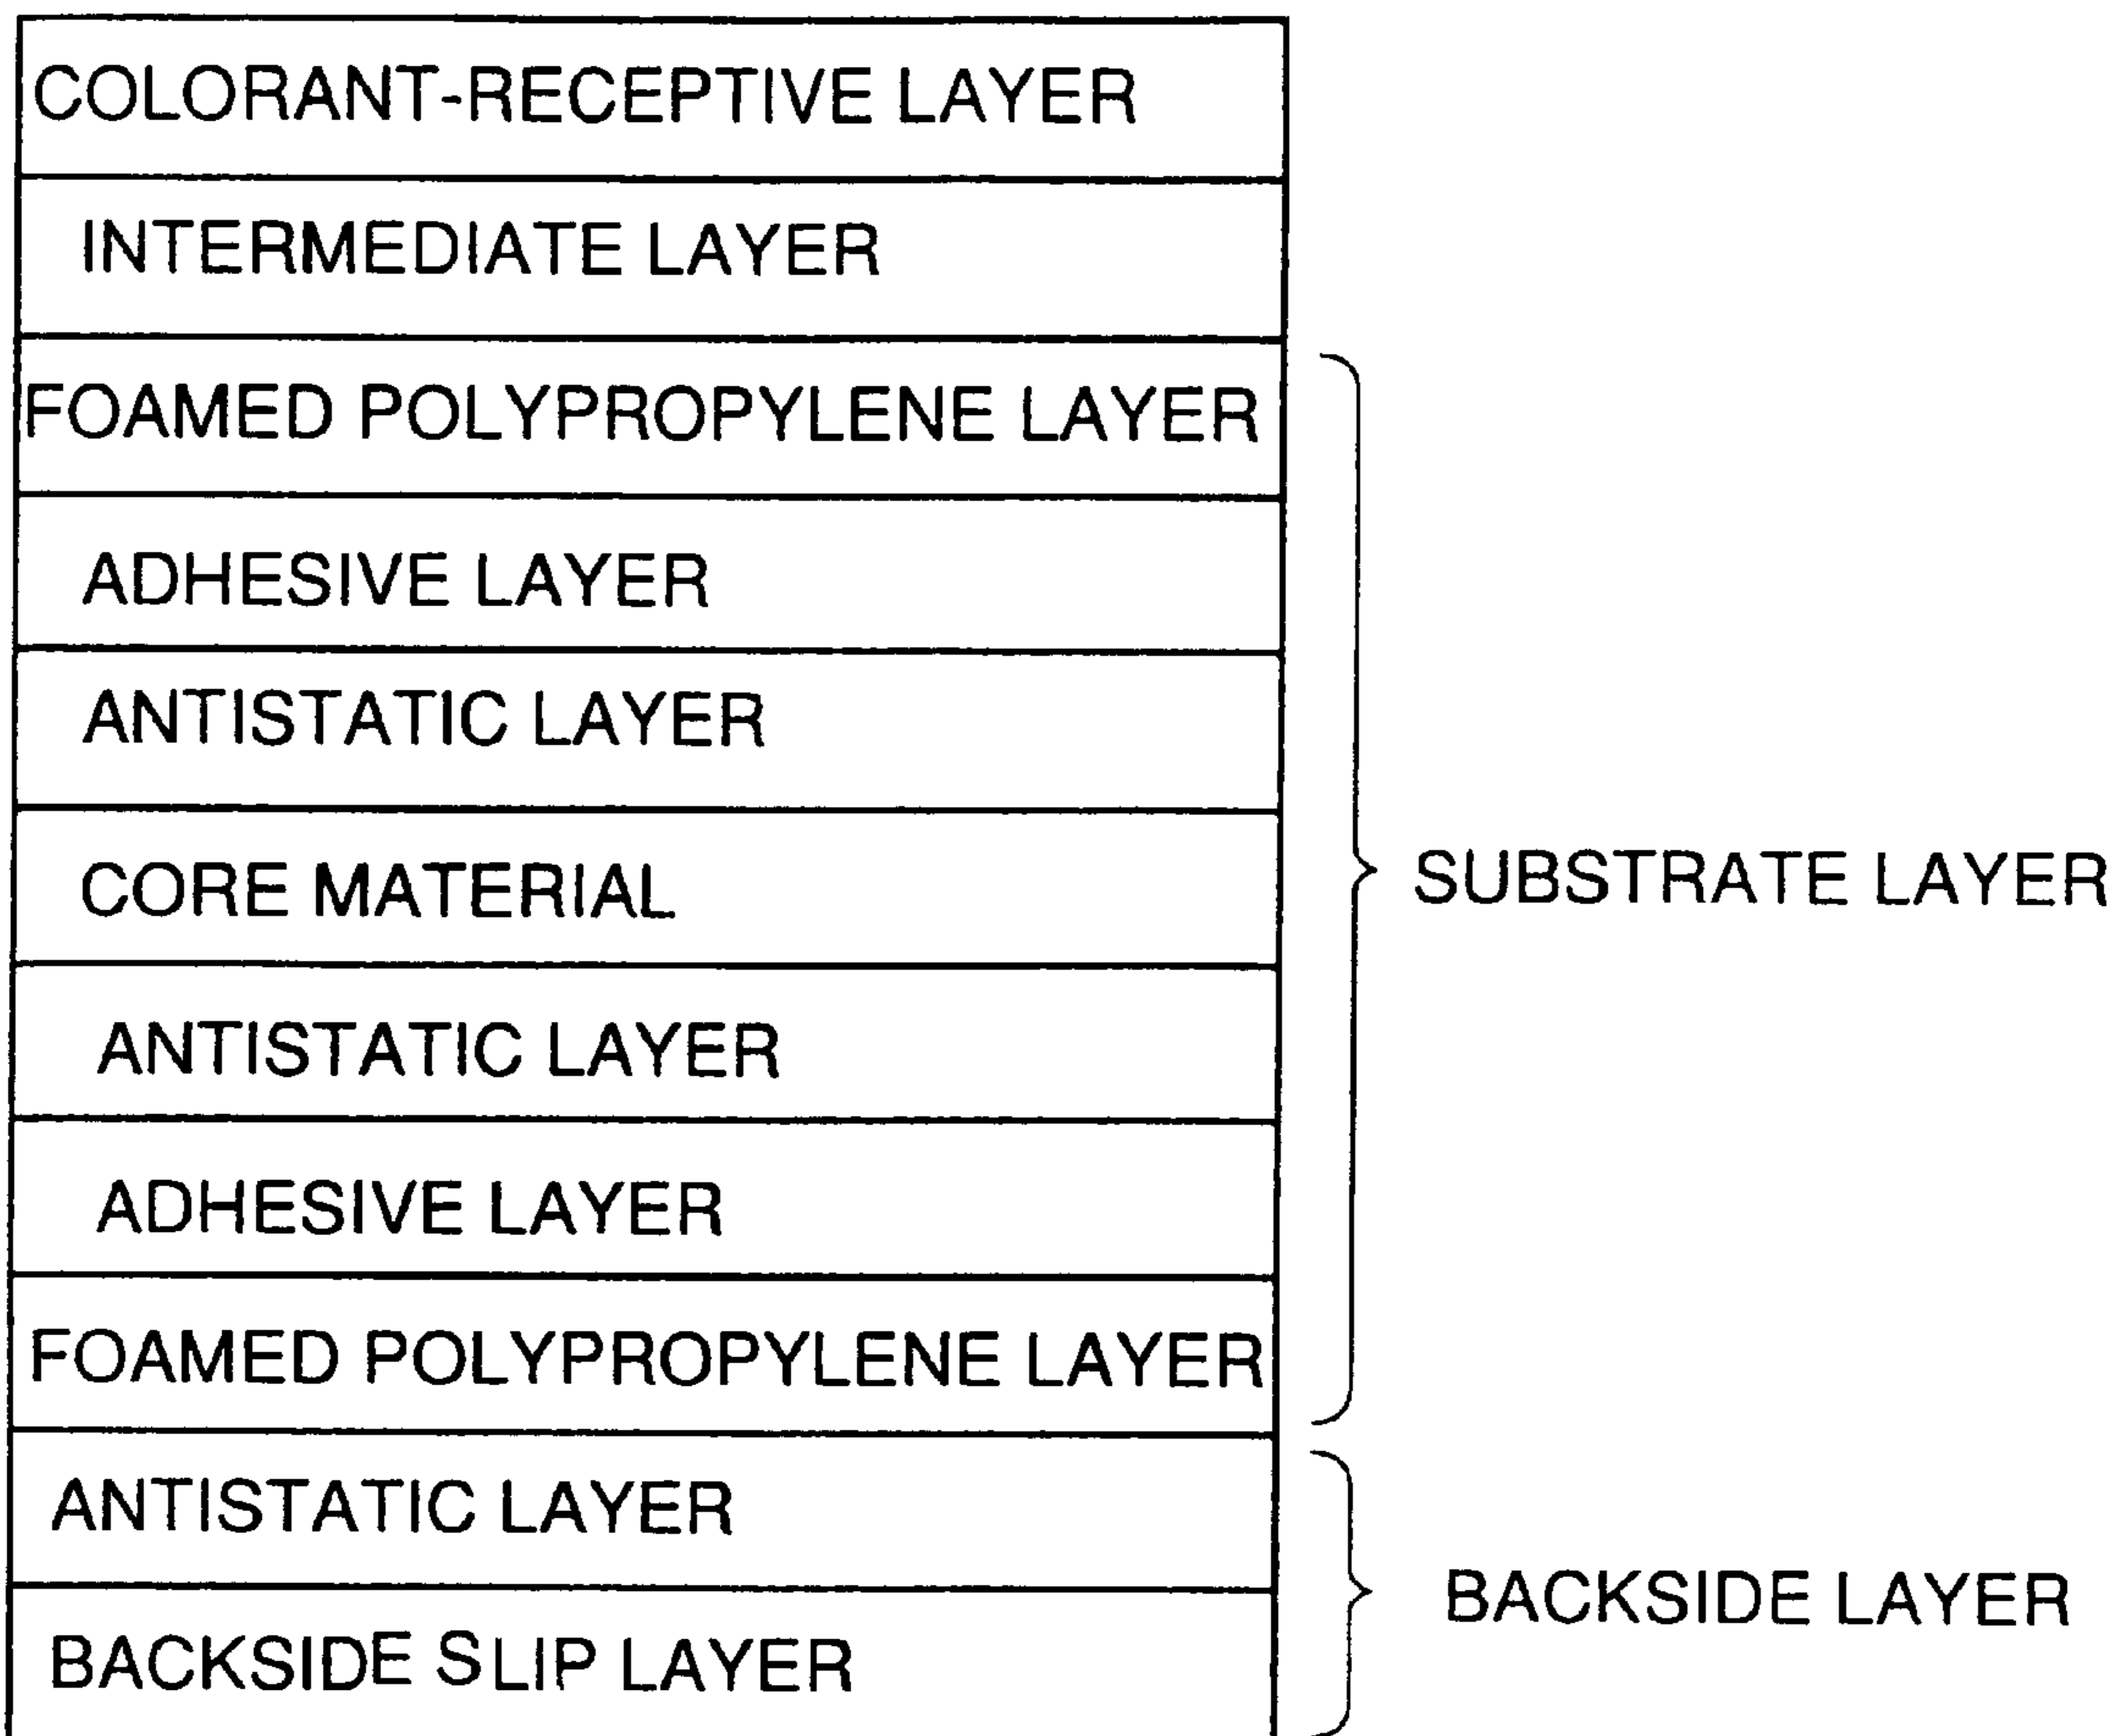 COLORANT-RECEPTIVE LAYER
INTERMEDIATE LAYER
FOAMED POLYPROPYLENE LAYER
ADHESIVE LAYER
ANTISTATIC LAYER
CORE MATERIAL
SUBSTRATE LAYER
ANTISTATIC LAYER
ADHESIVE LAYER
FOAMED POLYPROPYLENE LAYER
ANTISTATIC LAYER
BACKSIDE LAYER
BACKSIDE SLIP LAYER